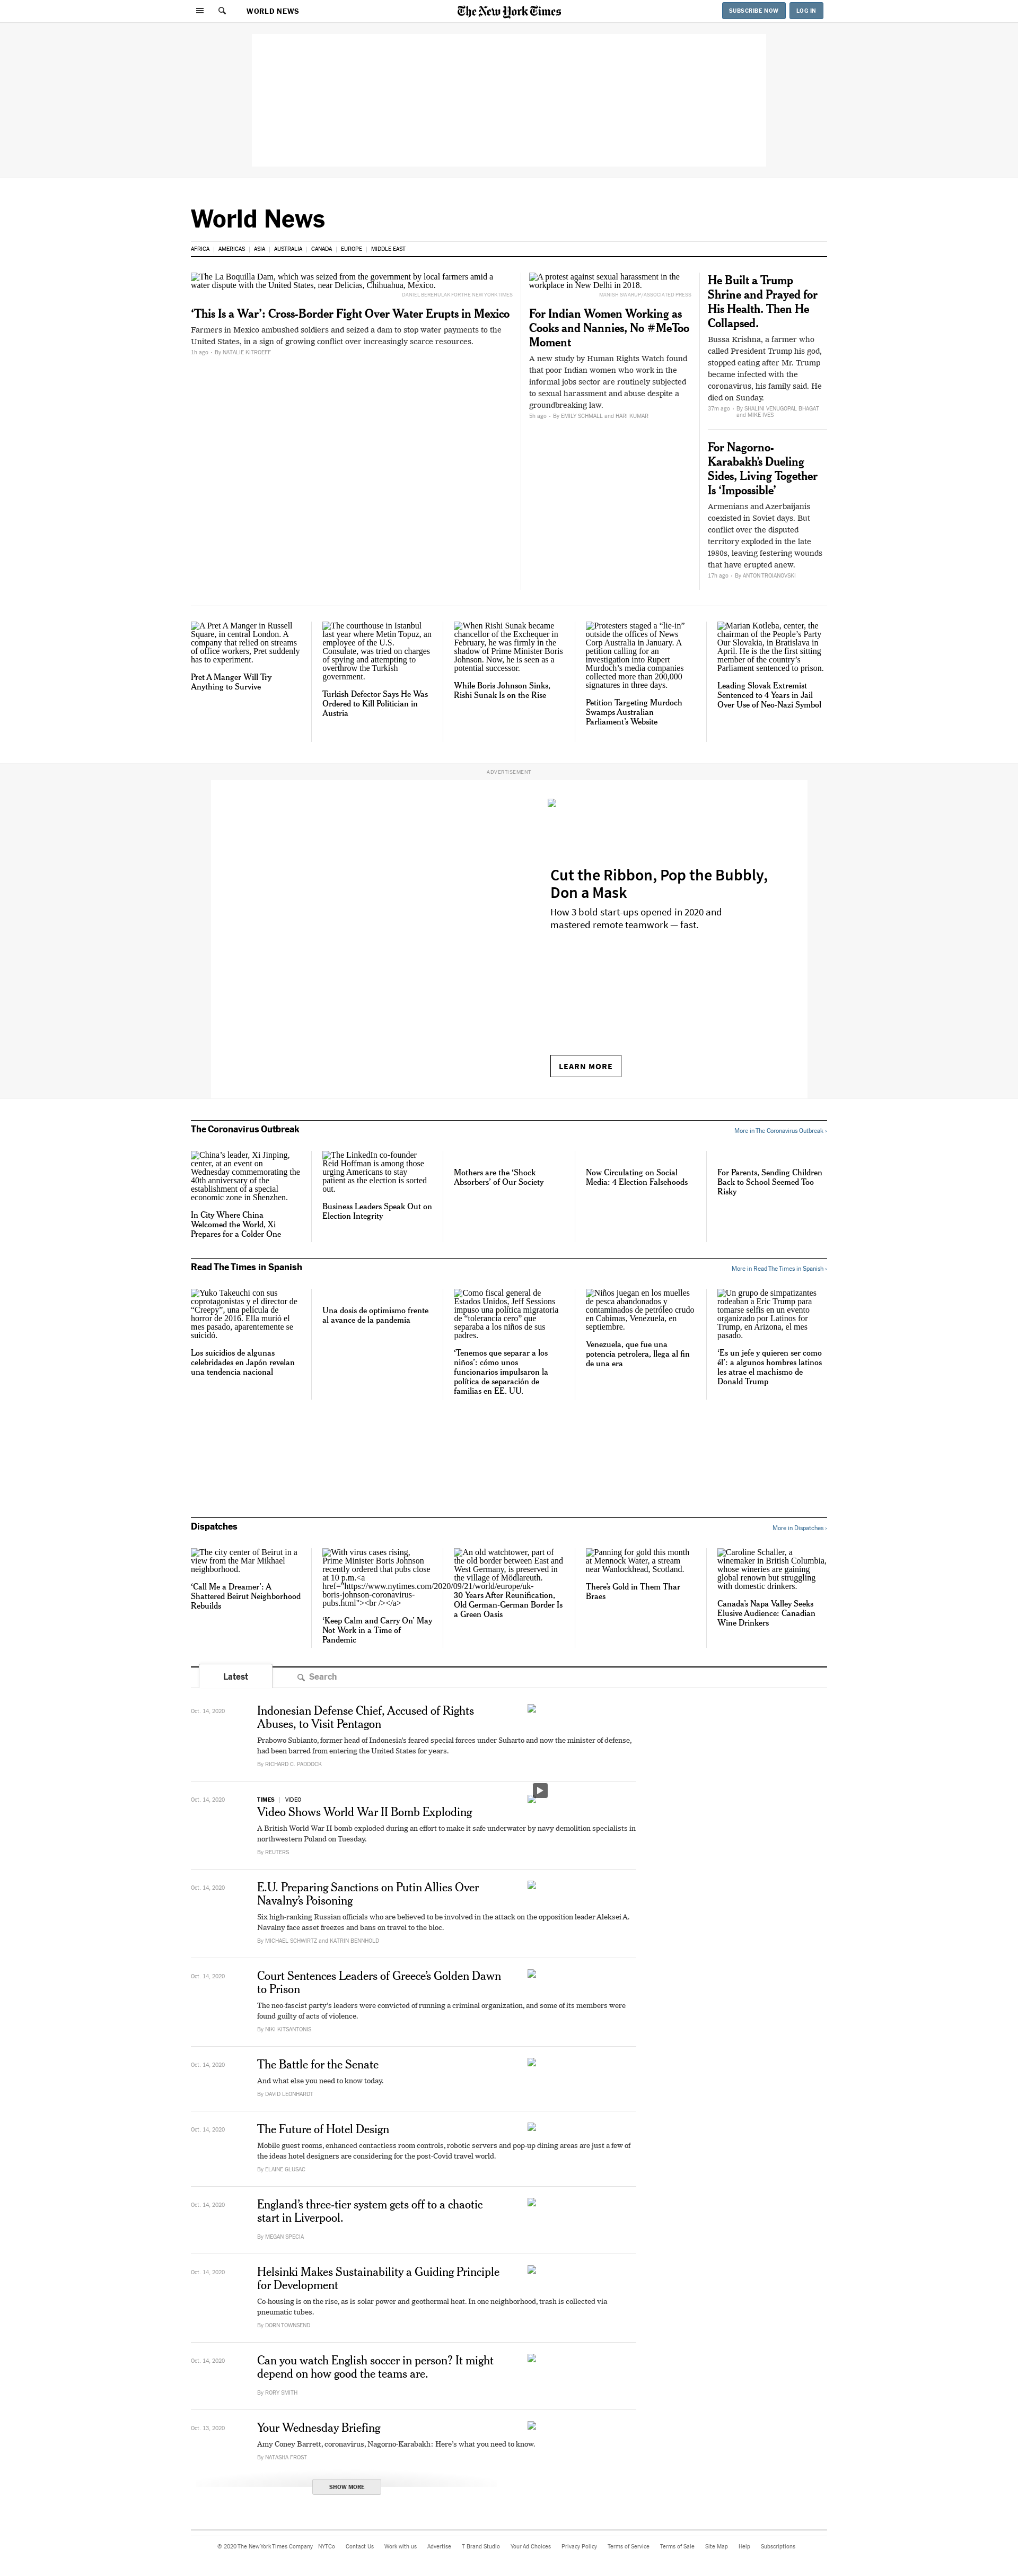 WORLD NEWS
The New York Times
SUBSCRIBE NOW
LOG IN
World News
AFRICA | AMERICAS | ASIA | AUSTRALIA | CANADA | EUROPE | MIDDLE EAST
The La Boquilla Dam, which was seized from the government by local farmers amid a
water dispute with the United States, near Delicias, Chihuahua, Mexico.
DANIEL BEREHULAK FOR THE NEW YORK TIMES
‘This Is a War’: Cross-Border Fight Over Water Erupts in Mexico
Farmers in Mexico ambushed soldiers and seized a dam to stop water payments to the
United States, in a sign of growing conflict over increasingly scarce resources.
1h ago • By NATALIE KITROEFF
A protest against sexual harassment in the
workplace in New Delhi in 2018.
MANISH SWARUP/ASSOCIATED PRESS
For Indian Women Working as
Cooks and Nannies, No #MeToo
Moment
A new study by Human Rights Watch found
that poor Indian women who work in the
informal jobs sector are routinely subjected
to sexual harassment and abuse despite a
groundbreaking law.
5h ago • By EMILY SCHMALL and HARI KUMAR
He Built a Trump
Shrine and Prayed for
His Health. Then He
Collapsed.
Bussa Krishna, a farmer who
called President Trump his god,
stopped eating after Mr. Trump
became infected with the
coronavirus, his family said. He
died on Sunday.
37m ago • By SHALINI VENUGOPAL BHAGAT
and MIKE IVES
For Nagorno-
Karabakh’s Dueling
Sides, Living Together
Is ‘Impossible’
Armenians and Azerbaijanis
coexisted in Soviet days. But
conflict over the disputed
territory exploded in the late
1980s, leaving festering wounds
that have erupted anew.
17h ago • By ANTON TROIANOVSKI
A Pret A Manger in Russell
Square, in central London. A
company that relied on streams
of office workers, Pret suddenly
has to experiment.
Pret A Manger Will Try
Anything to Survive
The courthouse in Istanbul
last year where Metin Topuz, an
employee of the U.S.
Consulate, was tried on charges
of spying and attempting to
overthrow the Turkish
government.
Turkish Defector Says He Was
Ordered to Kill Politician in
Austria
When Rishi Sunak became
chancellor of the Exchequer in
February, he was firmly in the
shadow of Prime Minister Boris
Johnson. Now, he is seen as a
potential successor.
While Boris Johnson Sinks,
Rishi Sunak Is on the Rise
Protesters staged a “lie-in”
outside the offices of News
Corp Australia in January. A
petition calling for an
investigation into Rupert
Murdoch’s media companies
collected more than 200,000
signatures in three days.
Petition Targeting Murdoch
Swamps Australian
Parliament’s Website
Marian Kotleba, center, the
chairman of the People’s Party
Our Slovakia, in Bratislava in
April. He is the the first sitting
member of the country’s
Parliament sentenced to prison.
Leading Slovak Extremist
Sentenced to 4 Years in Jail
Over Use of Neo-Nazi Symbol
ADVERTISEMENT
Cut the Ribbon, Pop the Bubbly,
Don a Mask
How 3 bold start-ups opened in 2020 and
mastered remote teamwork — fast.
LEARN MORE
The Coronavirus Outbreak
More in The Coronavirus Outbreak ›
China’s leader, Xi Jinping,
center, at an event on
Wednesday commemorating the
40th anniversary of the
establishment of a special
economic zone in Shenzhen.
In City Where China
Welcomed the World, Xi
Prepares for a Colder One
The LinkedIn co-founder
Reid Hoffman is among those
urging Americans to stay
patient as the election is sorted
out.
Business Leaders Speak Out on
Election Integrity
Mothers are the ‘Shock
Absorbers’ of Our Society
Now Circulating on Social
Media: 4 Election Falsehoods
For Parents, Sending Children
Back to School Seemed Too
Risky
Read The Times in Spanish
More in Read The Times in Spanish ›
Yuko Takeuchi con sus
coprotagonistas y el director de
“Creepy”, una película de
horror de 2016. Ella murió el
mes pasado, aparentemente se
suicidó.
Los suicidios de algunas
celebridades en Japón revelan
una tendencia nacional
Una dosis de optimismo frente
al avance de la pandemia
Como fiscal general de
Estados Unidos, Jeff Sessions
impuso una política migratoria
de “tolerancia cero” que
separaba a los niños de sus
padres.
‘Tenemos que separar a los
niños’: cómo unos
funcionarios impulsaron la
política de separación de
familias en EE. UU.
Niños juegan en los muelles
de pesca abandonados y
contaminados de petróleo crudo
en Cabimas, Venezuela, en
septiembre.
Venezuela, que fue una
potencia petrolera, llega al fin
de una era
Un grupo de simpatizantes
rodeaban a Eric Trump para
tomarse selfis en un evento
organizado por Latinos for
Trump, en Arizona, el mes
pasado.
‘Es un jefe y quieren ser como
él’: a algunos hombres latinos
les atrae el machismo de
Donald Trump
Dispatches
More in Dispatches ›
The city center of Beirut in a
view from the Mar Mikhael
neighborhood.
‘Call Me a Dreamer’: A
Shattered Beirut Neighborhood
Rebuilds
With virus cases rising,
Prime Minister Boris Johnson
recently ordered that pubs close
at 10 p.m.<a
href="https://www.nytimes.com/2020/09/21/world/europe/uk-
boris-johnson-coronavirus-
pubs.html"><br /></a>
‘Keep Calm and Carry On’ May
Not Work in a Time of
Pandemic
An old watchtower, part of
the old border between East and
West Germany, is preserved in
the village of Mödlareuth.
30 Years After Reunification,
Old German-German Border Is
a Green Oasis
Panning for gold this month
at Mennock Water, a stream
near Wanlockhead, Scotland.
There’s Gold in Them Thar
Braes
Caroline Schaller, a
winemaker in British Columbia,
whose wineries are gaining
global renown but struggling
with domestic drinkers.
Canada’s Napa Valley Seeks
Elusive Audience: Canadian
Wine Drinkers
Latest
Search
Oct. 14, 2020
Indonesian Defense Chief, Accused of Rights
Abuses, to Visit Pentagon
Prabowo Subianto, former head of Indonesia’s feared special forces under Suharto and now the minister of defense,
had been barred from entering the United States for years.
By RICHARD C. PADDOCK
Oct. 14, 2020
TIMES | VIDEO
Video Shows World War II Bomb Exploding
A British World War II bomb exploded during an effort to make it safe underwater by navy demolition specialists in
northwestern Poland on Tuesday.
By REUTERS
Oct. 14, 2020
E.U. Preparing Sanctions on Putin Allies Over
Navalny’s Poisoning
Six high-ranking Russian officials who are believed to be involved in the attack on the opposition leader Aleksei A.
Navalny face asset freezes and bans on travel to the bloc.
By MICHAEL SCHWIRTZ and KATRIN BENNHOLD
Oct. 14, 2020
Court Sentences Leaders of Greece’s Golden Dawn
to Prison
The neo-fascist party’s leaders were convicted of running a criminal organization, and some of its members were
found guilty of acts of violence.
By NIKI KITSANTONIS
Oct. 14, 2020
The Battle for the Senate
And what else you need to know today.
By DAVID LEONHARDT
Oct. 14, 2020
The Future of Hotel Design
Mobile guest rooms, enhanced contactless room controls, robotic servers and pop-up dining areas are just a few of
the ideas hotel designers are considering for the post-Covid travel world.
By ELAINE GLUSAC
Oct. 14, 2020
England’s three-tier system gets off to a chaotic
start in Liverpool.
By MEGAN SPECIA
Oct. 14, 2020
Helsinki Makes Sustainability a Guiding Principle
for Development
Co-housing is on the rise, as is solar power and geothermal heat. In one neighborhood, trash is collected via
pneumatic tubes.
By DORN TOWNSEND
Oct. 14, 2020
Can you watch English soccer in person? It might
depend on how good the teams are.
By RORY SMITH
Oct. 13, 2020
Your Wednesday Briefing
Amy Coney Barrett, coronavirus, Nagorno-Karabakh: Here’s what you need to know.
By NATASHA FROST
SHOW MORE
© 2020 The New York Times Company NYTCo Contact Us Work with us Advertise T Brand Studio Your Ad Choices Privacy Policy Terms of Service Terms of Sale Site Map Help Subscriptions